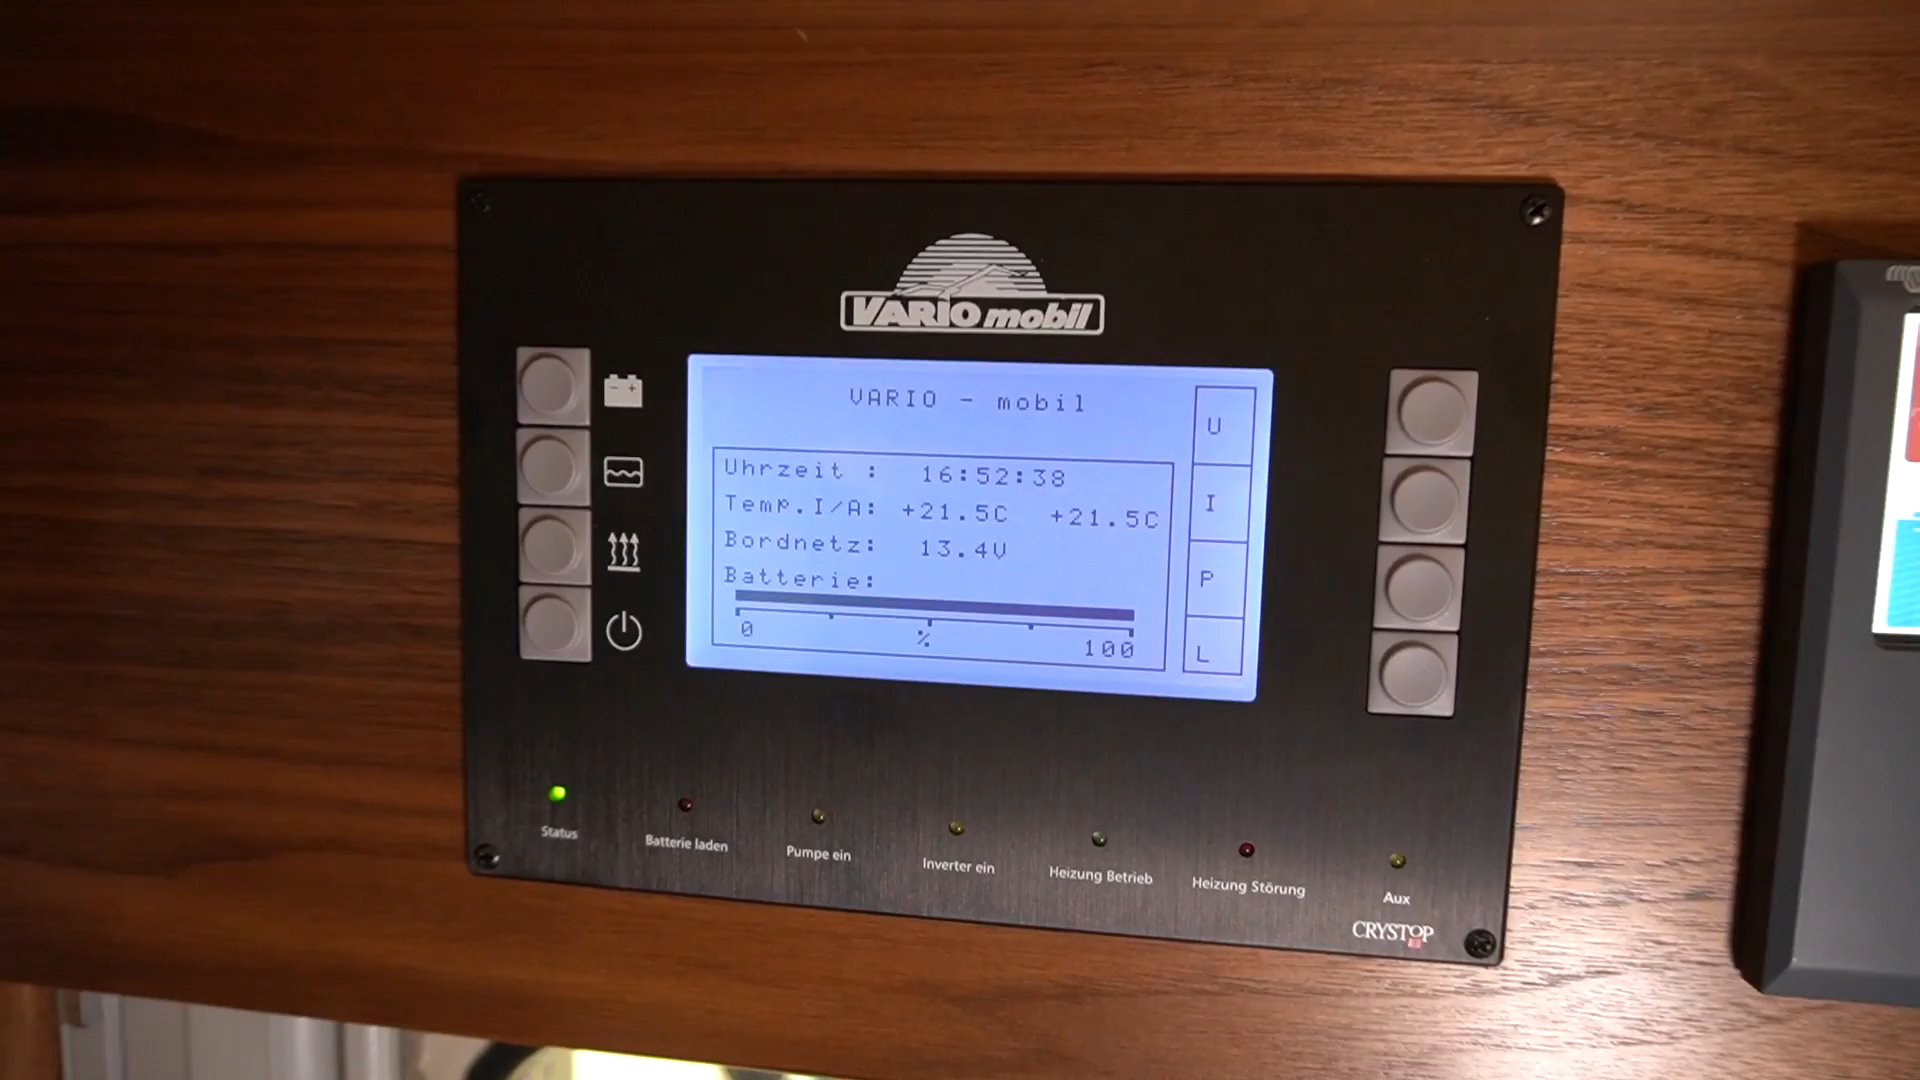 VARIO mobil
VARIO - mobil
Uhrzeit : 16:52:38
Temp.I/A: +21.5C +21.5C
Bordnetz: 13.4V
Batterie:
0 % 100
U
I
P
L
Status
Batterie laden
Pumpe ein
Inverter ein
Heizung Betrieb
Heizung Störung
Aux
CRYSTOP